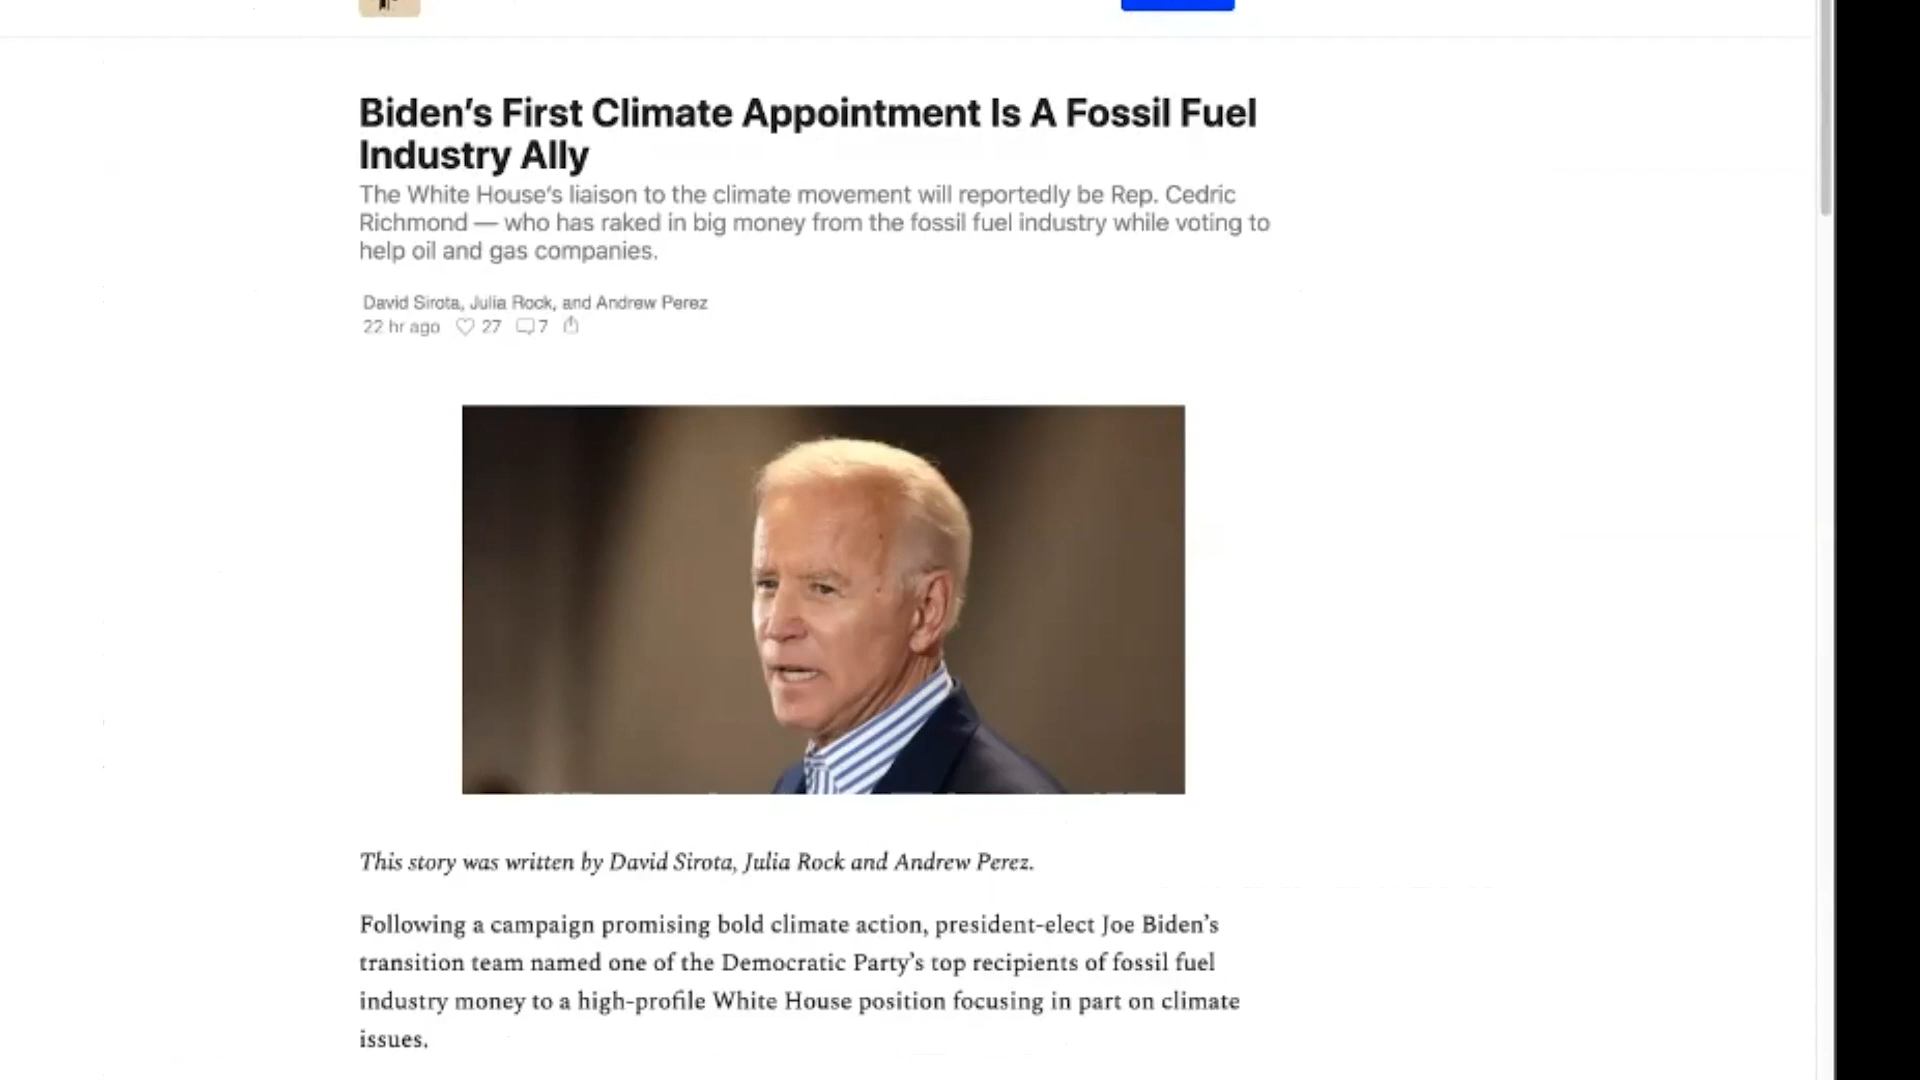 Biden's First Climate Appointment Is A Fossil Fuel
Industry Ally
The White House's liaison to the climate movement will reportedly be Rep. Cedric
Richmond — who has raked in big money from the fossil fuel industry while voting to
help oil and gas companies.
David Sirota, Julia Rock, and Andrew Perez
22 hr ago 27 7
This story was written by David Sirota, Julia Rock and Andrew Perez.
Following a campaign promising bold climate action, president-elect Joe Biden's
transition team named one of the Democratic Party's top recipients of fossil fuel
industry money to a high-profile White House position focusing in part on climate
issues.